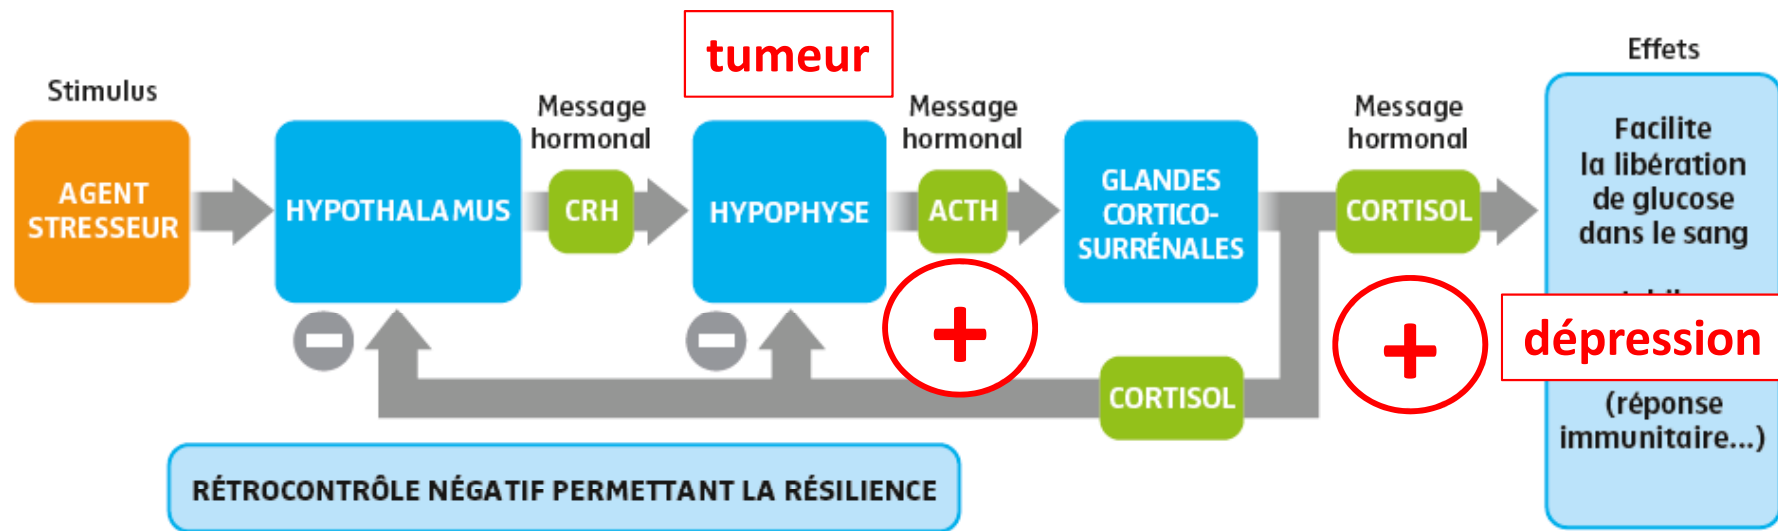 tumeur
Effets
Stimulus
Message
hormonal
Message
hormonal
Message
hormonal
AGENT
STRESSEUR
HYPOTHALAMUS
CRH
HYPOPHYSE
ACTH
GLANDES
CORTICO-
SURRÉNALES
CORTISOL
Facilite
la libération
de glucose
dans le sang
+
+
dépression
CORTISOL
(réponse
immunitaire...)
RÉTROCONTRÔLE NÉGATIF PERMETTANT LA RÉSILIENCE